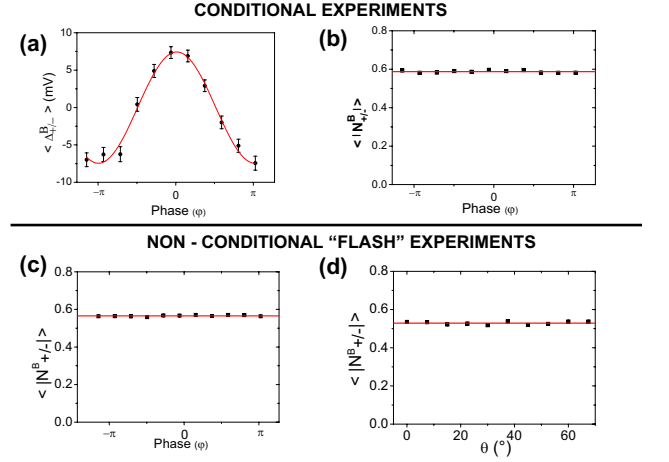 CONDITIONAL EXPERIMENTS
(a)
< Δ^B_{+/−} > (mV)
10
5
0
-5
-10
−π
0
π
Phase (φ)
(b)
< |N^B_{+/-}| >
0.8
0.6
0.4
0.2
0.0
−π
0
π
Phase (φ)
NON - CONDITIONAL “FLASH” EXPERIMENTS
(c)
< |N^B+/-| >
0.8
0.6
0.4
0.2
0.0
−π
0
π
Phase (φ)
(d)
< |N^B+/-| >
0.8
0.6
0.4
0.2
0.0
0
20
40
60
θ (°)